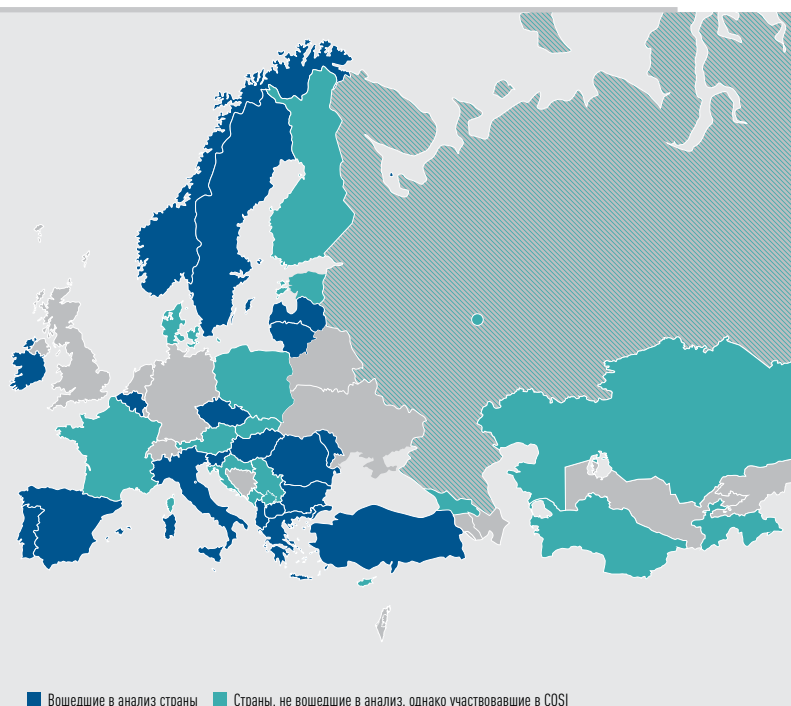 Вошедшие в анализ страны Страны, не вошедшие в анализ, однако участвовавшие в COSI